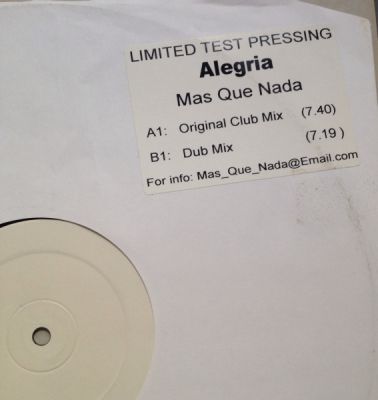 LIMITED TEST PRESSING
Alegria
Mas Que Nada
A1: Original Club Mix (7.40)
B1: Dub Mix (7.19 )
For info: Mas_Que_Nada@Email.com